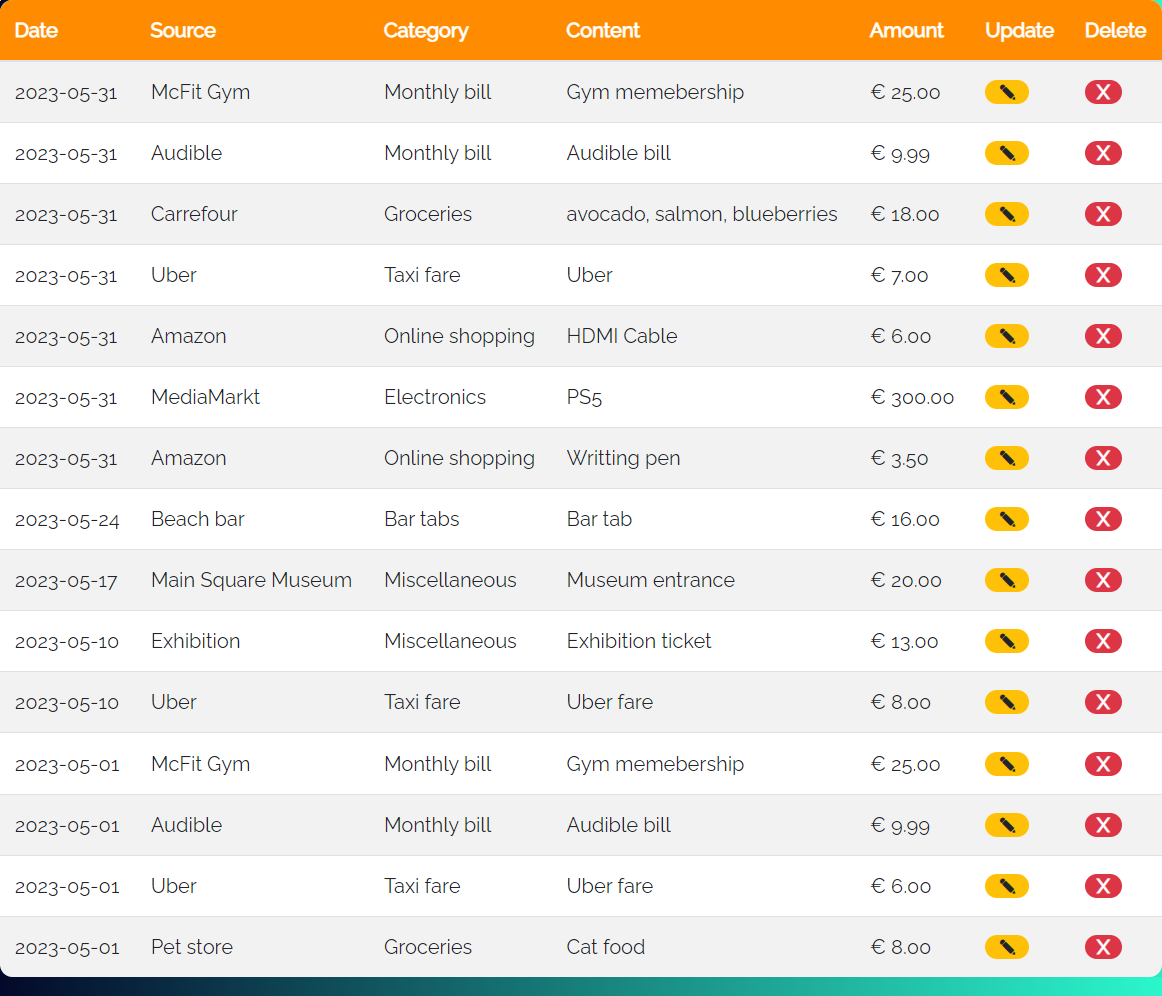 Date Source Category Content Amount Update Delete
2023-05-31 McFit Gym Monthly bill Gym memebership € 25.00 X
2023-05-31 Audible Monthly bill Audible bill € 9.99 X
2023-05-31 Carrefour Groceries avocado, salmon, blueberries € 18.00 X
2023-05-31 Uber Taxi fare Uber € 7.00 X
2023-05-31 Amazon Online shopping HDMI Cable € 6.00 X
2023-05-31 MediaMarkt Electronics PS5 € 300.00 X
2023-05-31 Amazon Online shopping Writting pen € 3.50 X
2023-05-24 Beach bar Bar tabs Bar tab € 16.00 X
2023-05-17 Main Square Museum Miscellaneous Museum entrance € 20.00 X
2023-05-10 Exhibition Miscellaneous Exhibition ticket € 13.00 X
2023-05-10 Uber Taxi fare Uber fare € 8.00 X
2023-05-01 McFit Gym Monthly bill Gym memebership € 25.00 X
2023-05-01 Audible Monthly bill Audible bill € 9.99 X
2023-05-01 Uber Taxi fare Uber fare € 6.00 X
2023-05-01 Pet store Groceries Cat food € 8.00 X